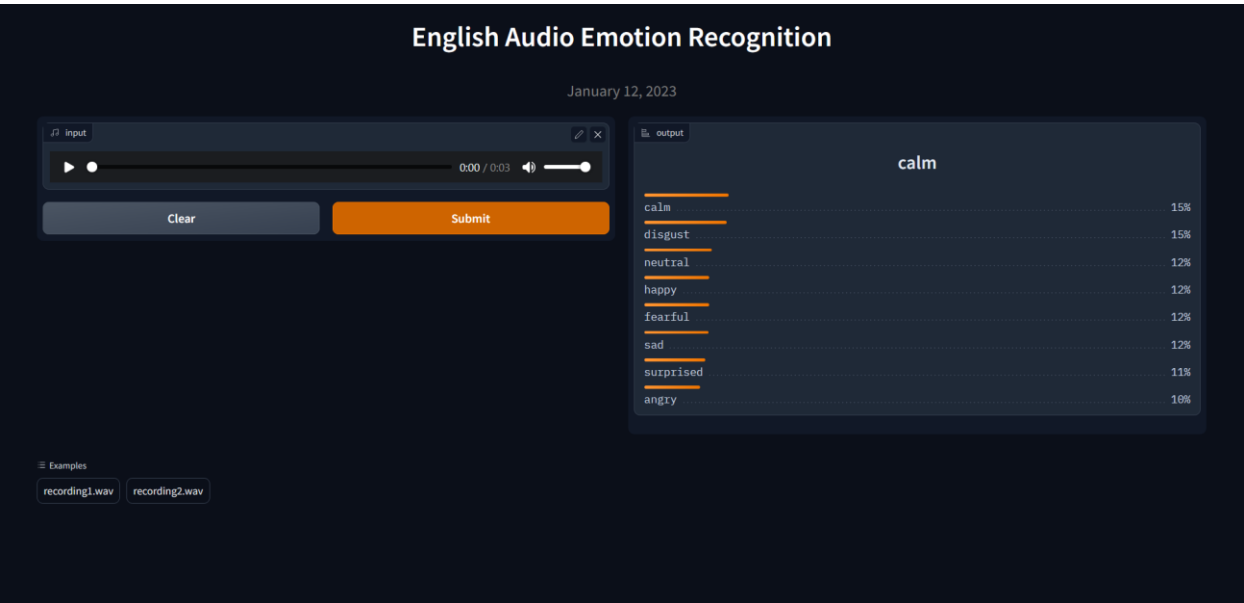 English Audio Emotion Recognition
January 12, 2023
input
0:00 / 0:03
Clear
Submit
output
calm
calm 15%
disgust 15%
neutral 12%
happy 12%
fearful 12%
sad 12%
surprised 11%
angry 10%
Examples
recording1.wav
recording2.wav